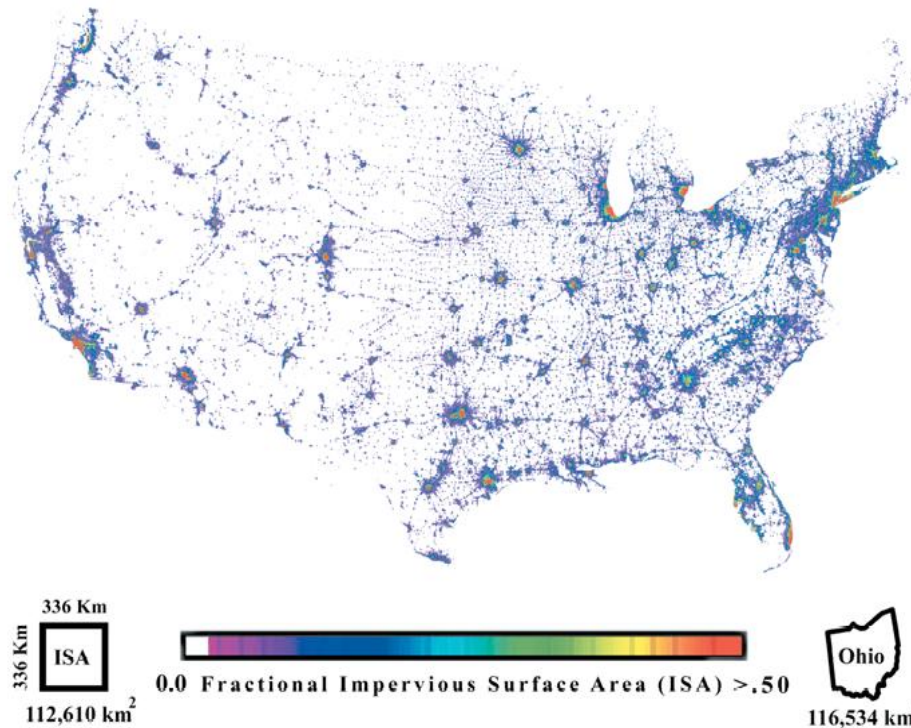 336 Km
336 Km
ISA
112,610 km²
0.0 Fractional Impervious Surface Area (ISA) >.50
Ohio
116,534 km